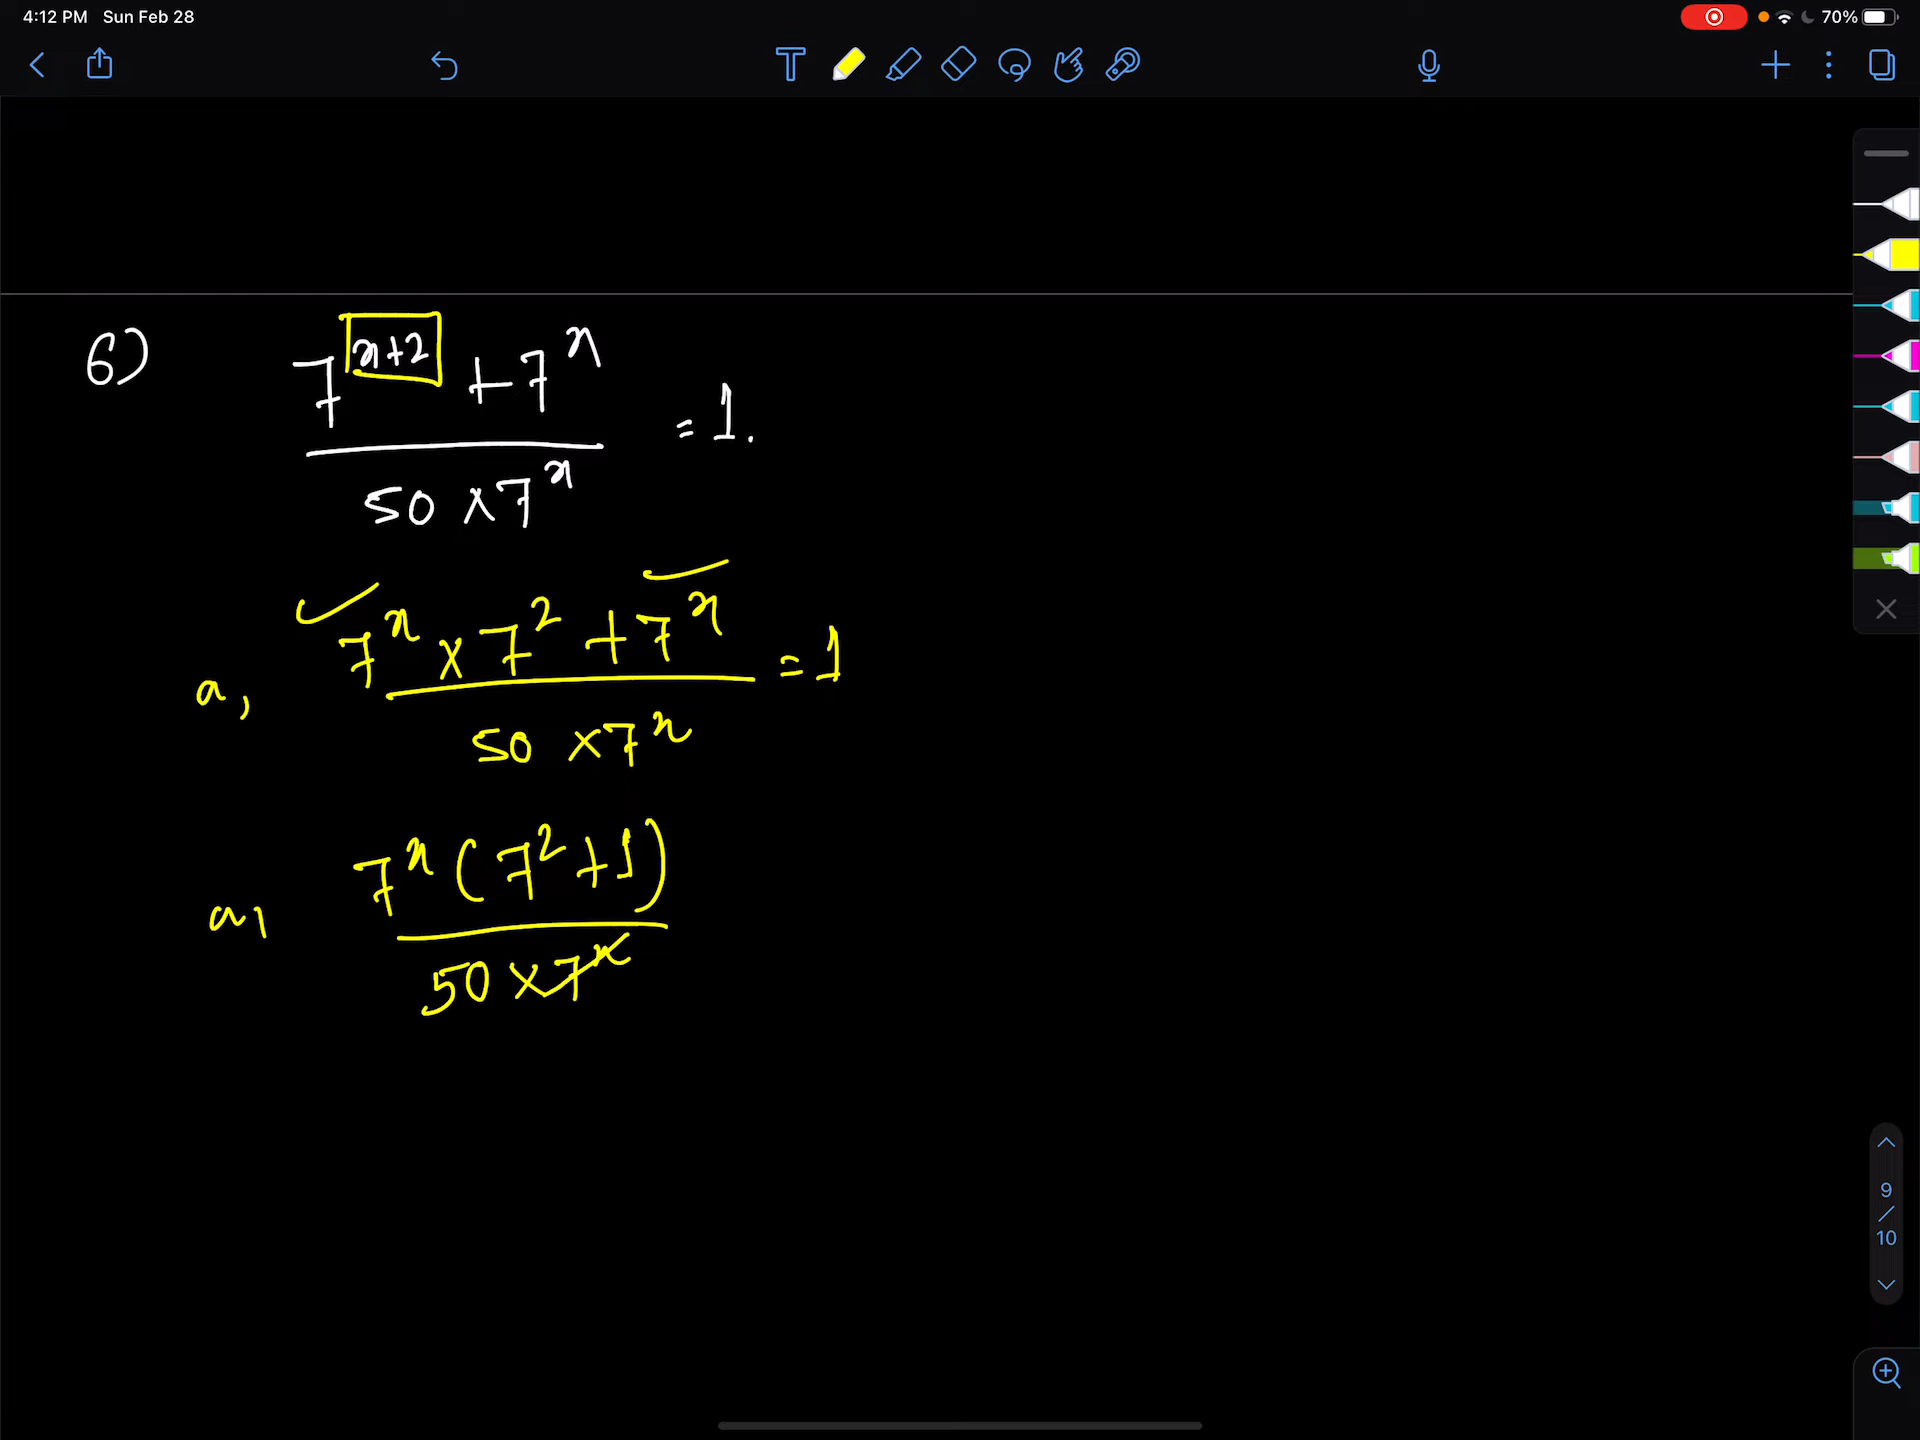 4:12 PM Sun Feb 28 70%
6) 7^{x+2} + 7^x
= 1.
50 × 7^x
a, 7^x × 7^2 + 7^x = 1
50 × 7^x
a, 7^x (7^2 + 1)
50 × 7^x
9
/
10